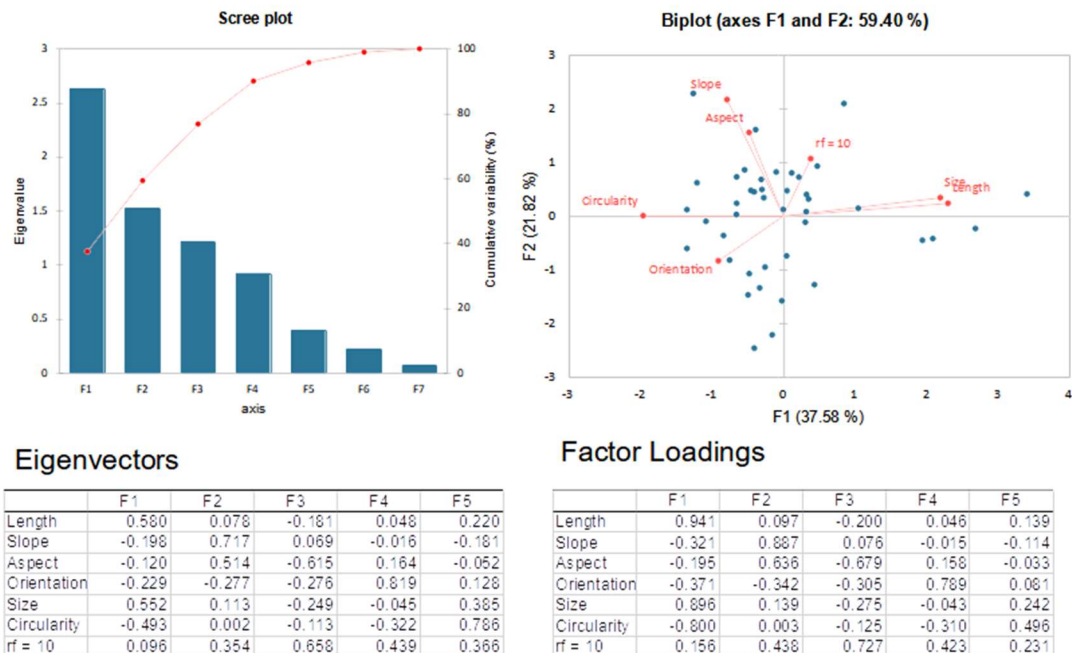 Scree plot
3
2.5
2
1.5
1
0.5
0
Eigenvalue
100
80
60
40
20
0
Cumulative variability (%)
F1 F2 F3 F4 F5 F6 F7
axis
Biplot (axes F1 and F2: 59.40 %)
3
2
1
0
-1
-2
-3
F2 (21.82 %)
Slope
Aspect
rf = 10
Size
Length
Circularity
Orientation
-3 -2 -1 0 1 2 3 4
F1 (37.58 %)
Eigenvectors
F1 F2 F3 F4 F5
Length 0.580 0.078 -0.181 0.048 0.220
Slope -0.198 0.717 0.069 -0.016 -0.181
Aspect -0.120 0.514 -0.615 0.164 -0.052
Orientation -0.229 -0.277 -0.276 0.819 0.128
Size 0.552 0.113 -0.249 -0.045 0.385
Circularity -0.493 0.002 -0.113 -0.322 0.786
rf = 10 0.096 0.354 0.658 0.439 0.366
Factor Loadings
F1 F2 F3 F4 F5
Length 0.941 0.097 -0.200 0.046 0.139
Slope -0.321 0.887 0.076 -0.015 -0.114
Aspect -0.195 0.636 -0.679 0.158 -0.033
Orientation -0.371 -0.342 -0.305 0.789 0.081
Size 0.896 0.139 -0.275 -0.043 0.242
Circularity -0.800 0.003 -0.125 -0.310 0.496
rf = 10 0.156 0.438 0.727 0.423 0.231